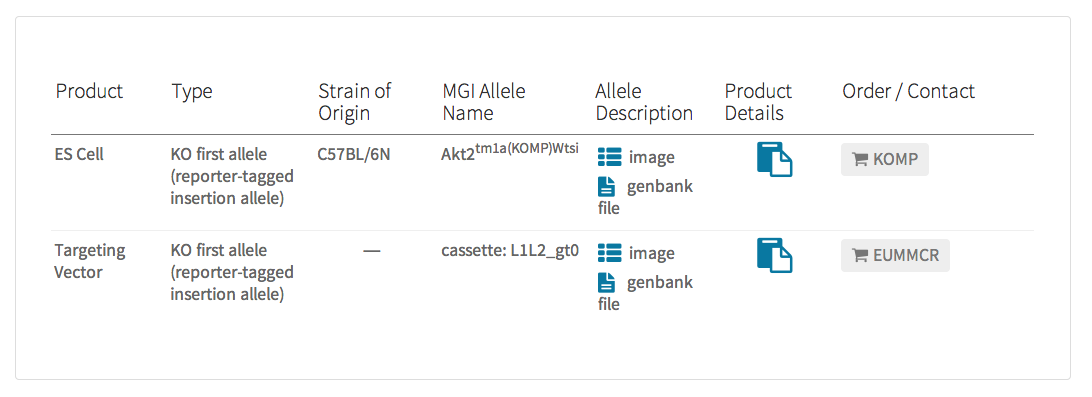 Product Type Strain of Origin MGI Allele Name Allele Description Product Details Order / Contact
ES Cell KO first allele (reporter-tagged insertion allele) C57BL/6N Akt2tm1a(KOMP)Wtsi image genbank file KOMP
Targeting Vector KO first allele (reporter-tagged insertion allele) — cassette: L1L2_gt0 image genbank file EUMMCR